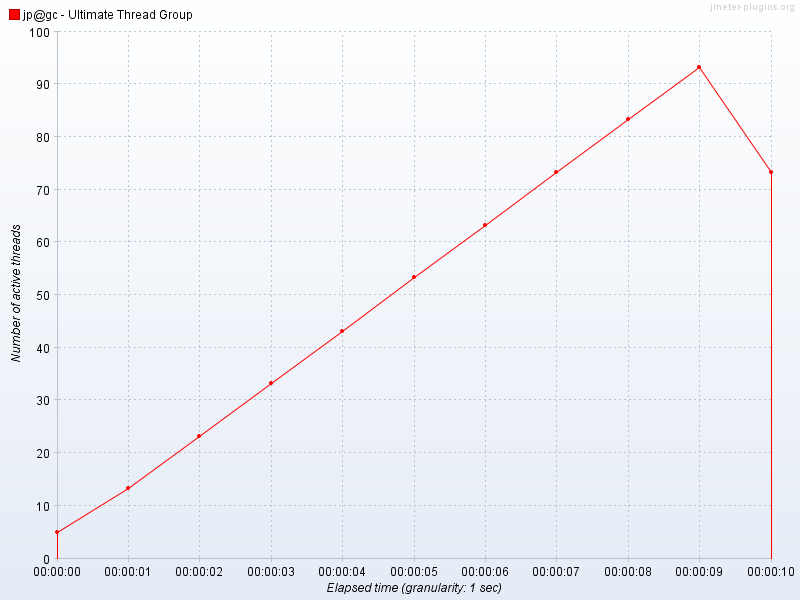 jmeter-plugins.org
jp@gc - Ultimate Thread Group
100
90
80
70
60
50
40
30
20
10
0
Number of active threads
00:00:00 00:00:01 00:00:02 00:00:03 00:00:04 00:00:05 00:00:06 00:00:07 00:00:08 00:00:09 00:00:10
Elapsed time (granularity: 1 sec)